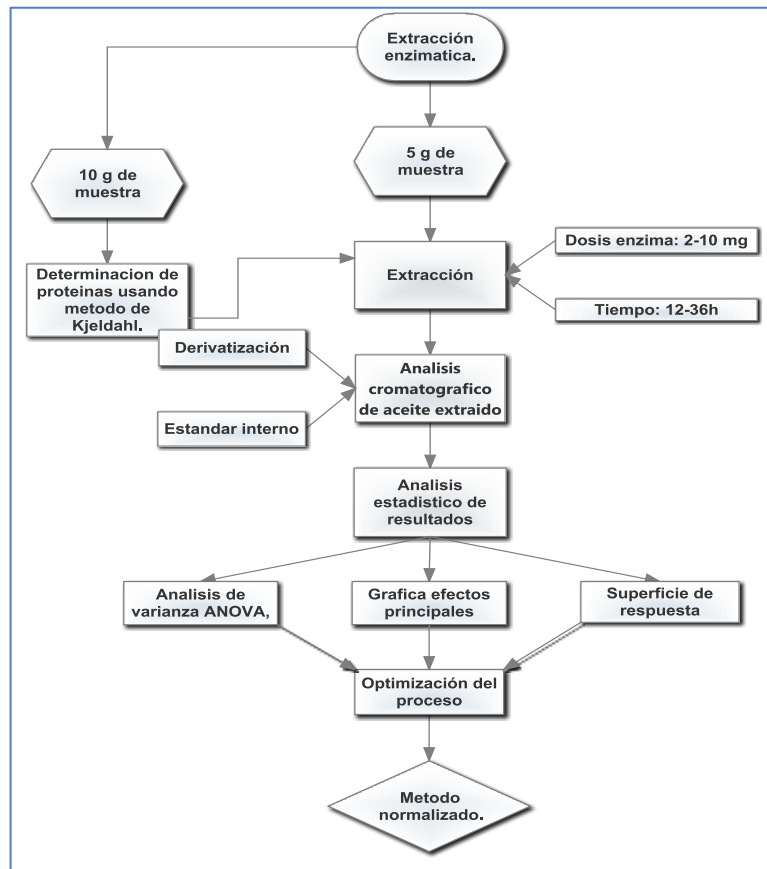 Extracción
enzimatica.
10 g de
muestra
5 g de
muestra
Determinacion de
proteinas usando
metodo de
Kjeldahl.
Extracción
Dosis enzima: 2-10 mg
Tiempo: 12-36h
Derivatización
Estandar interno
Analisis
cromatografico
de aceite extraido
Analisis
estadistico de
resultados
Analisis de
varianza ANOVA,
Grafica efectos
principales
Superficie de
respuesta
Optimización del
proceso
Metodo
normalizado.